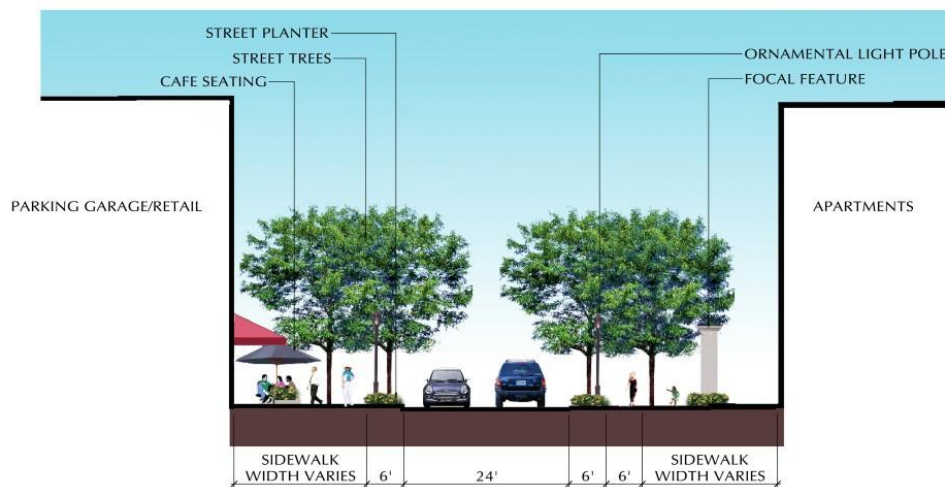 STREET PLANTER
STREET TREES
CAFE SEATING
ORNAMENTAL LIGHT POLE
FOCAL FEATURE
PARKING GARAGE/RETAIL
APARTMENTS
SIDEWALK
WIDTH VARIES
6'
24'
6'
6'
SIDEWALK
WIDTH VARIES